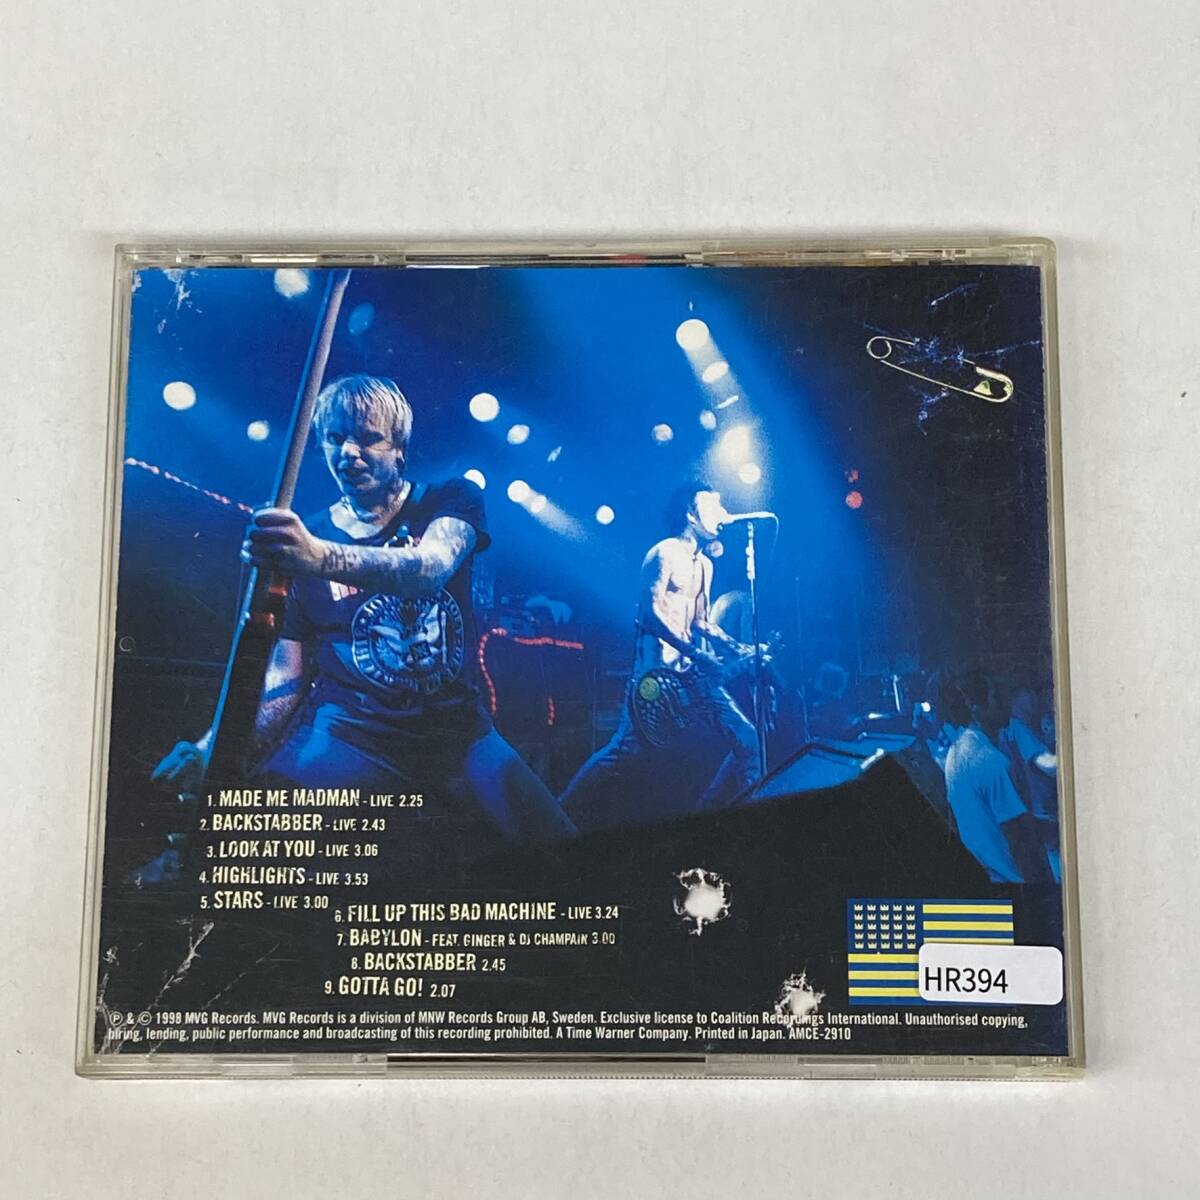 1. MADE ME MADMAN - LIVE 2.25
2. BACKSTABBER - LIVE 2.43
3. LOOK AT YOU - LIVE 3.06
4. HIGHLIGHTS - LIVE 3.53
5. STARS - LIVE 3.00
6. FILL UP THIS BAD MACHINE - LIVE 3.24
7. BABYLON - FEAT. GINGER & DJ CHAMPAIN 3.00
8. BACKSTABBER 2.45
9. GOTTA GO! 2.07
HR394
℗ & © 1998 MVG Records. MVG Records is a division of MNW Records Group AB, Sweden. Exclusive license to Coalition Recordings International. Unauthorised copying,
hiring, lending, public performance and broadcasting of this recording prohibited. A Time Warner Company. Printed in Japan. AMCE-2910